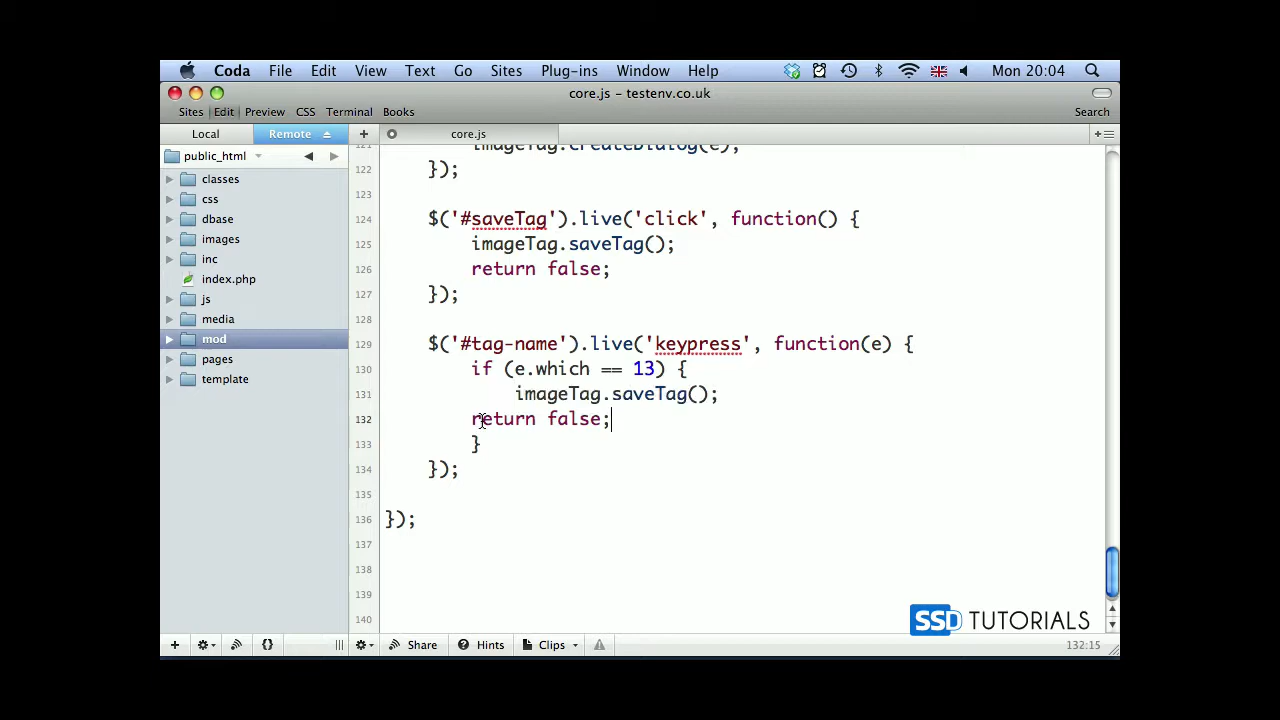 Coda File Edit View Text Go Sites Plug-ins Window Help Mon 20:04
core.js - testenv.co.uk
Sites Edit Preview CSS Terminal Books Search
Local Remote core.js
public_html
classes
css
dbase
images
inc
index.php
js
media
mod
pages
template
121 imageTag.createDialog(e);
122 });
123
124 $('#saveTag').live('click', function() {
125 imageTag.saveTag();
126 return false;
127 });
128
129 $('#tag-name').live('keypress', function(e) {
130 if (e.which == 13) {
131 imageTag.saveTag();
132 return false;
133 }
134 });
135
136 });
137
138
139
140
SSD TUTORIALS
Share Hints Clips 132:15